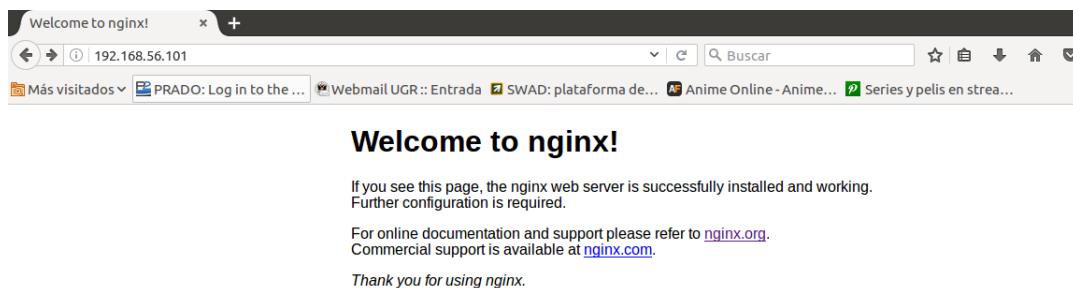 Welcome to nginx!
192.168.56.101
Buscar
Más visitados
PRADO: Log in to the ...
Webmail UGR :: Entrada
SWAD: plataforma de...
AF Anime Online - Anime...
Series y pelis en strea...
Welcome to nginx!
If you see this page, the nginx web server is successfully installed and working.
Further configuration is required.
For online documentation and support please refer to nginx.org.
Commercial support is available at nginx.com.
Thank you for using nginx.